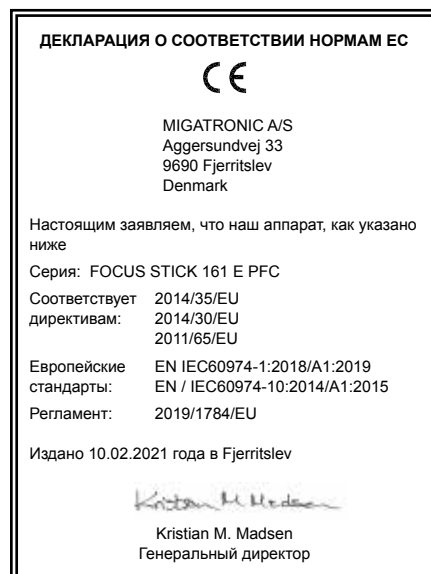 ДЕКЛАРАЦИЯ О СООТВЕТСТВИИ НОРМАМ ЕС
CE
MIGATRONIC A/S
Aggersundvej 33
9690 Fjerritslev
Denmark
Настоящим заявляем, что наш аппарат, как указано
ниже
Серия: FOCUS STICK 161 E PFC
Соответствует 2014/35/EU
директивам: 2014/30/EU
2011/65/EU
Европейские EN IEC60974-1:2018/A1:2019
стандарты: EN / IEC60974-10:2014/A1:2015
Регламент: 2019/1784/EU
Издано 10.02.2021 года в Fjerritslev
Kristian M Madsen
Kristian M. Madsen
Генеральный директор